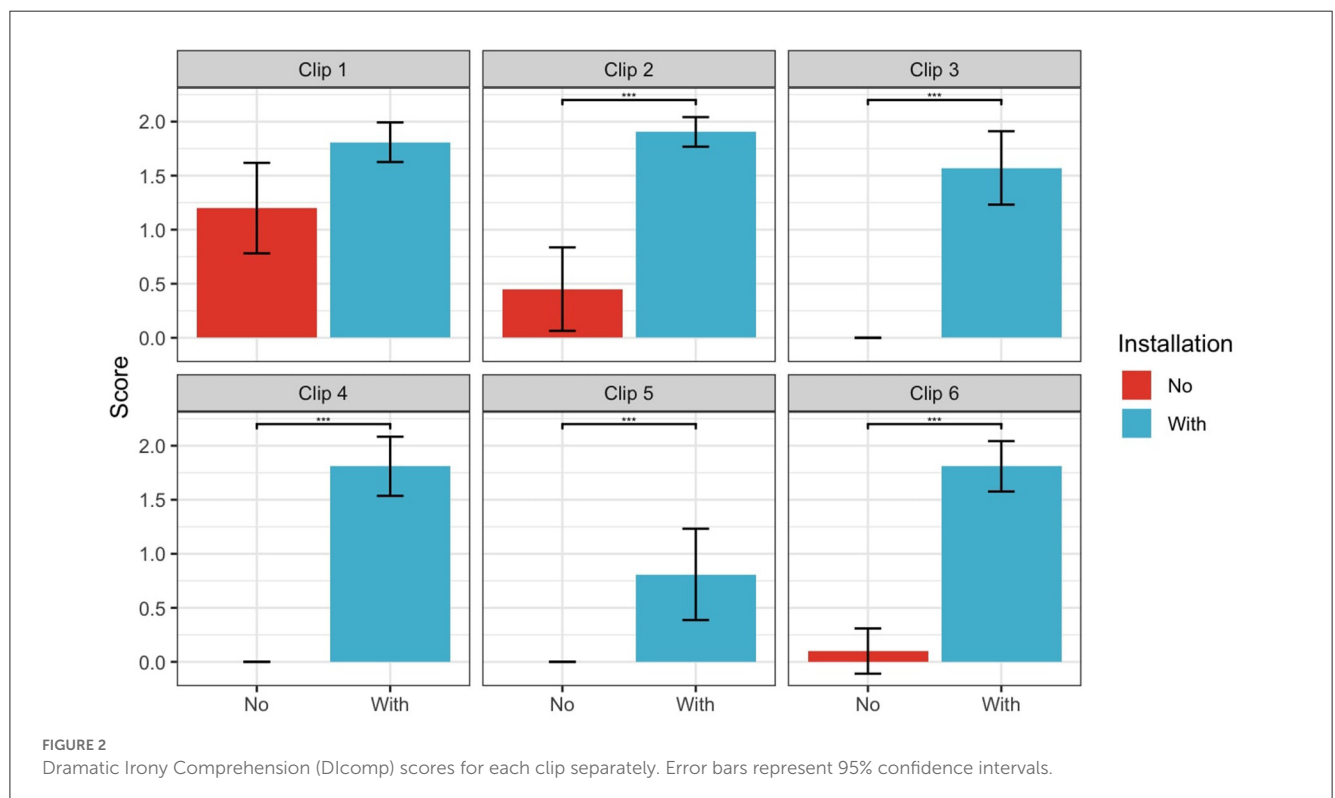 Clip 1 Clip 2 Clip 3
*** ***
2.0
1.5
1.0
0.5
0.0
Score
Installation
No
With
Clip 4 Clip 5 Clip 6
*** *** ***
2.0
1.5
1.0
0.5
0.0
No With No With No With
FIGURE 2
Dramatic Irony Comprehension (DIcomp) scores for each clip separately. Error bars represent 95% confidence intervals.